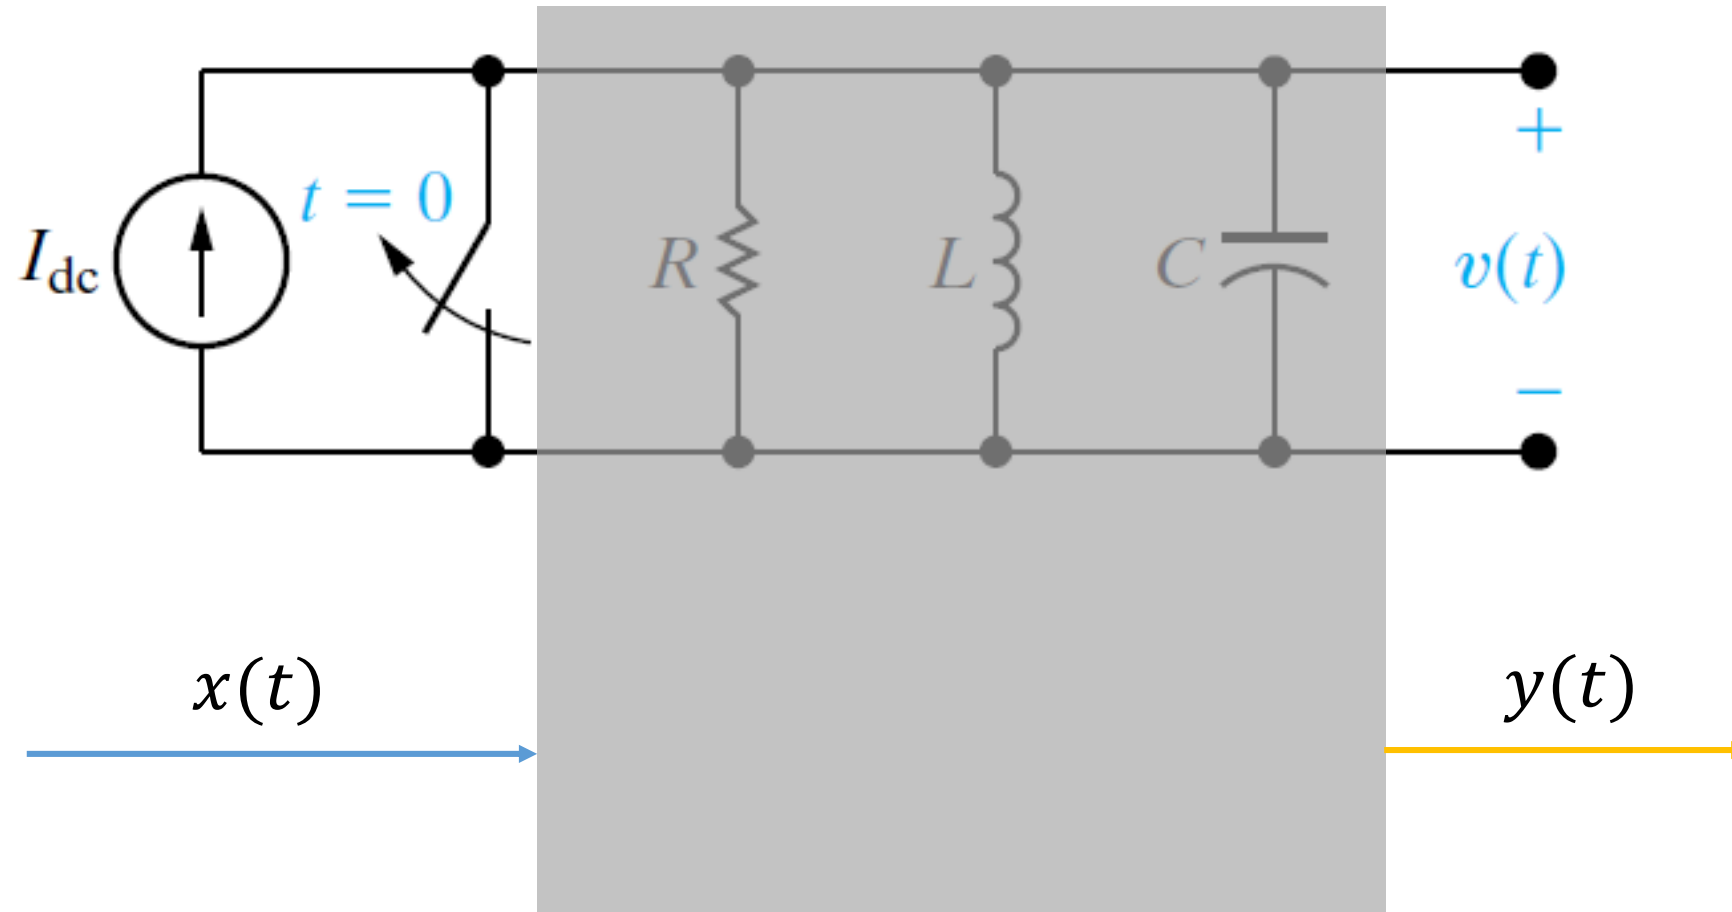 I_dc
t = 0
R
L
C
+
v(t)
−
x(t)
y(t)